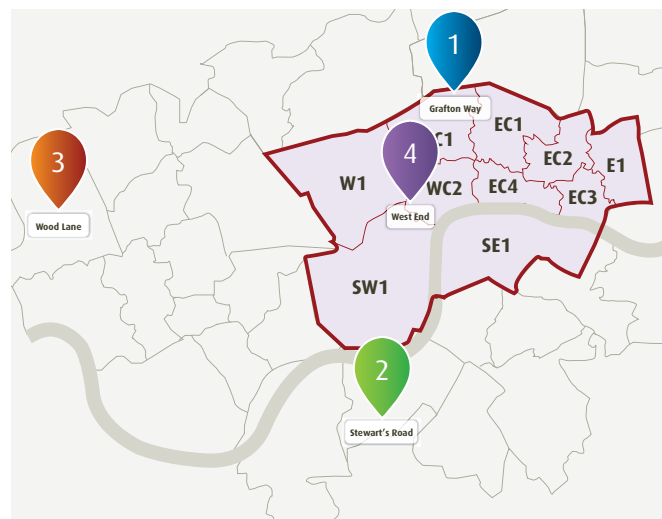 1
Grafton Way
EC1
C1
4
EC2
E1
3
W1
WC2
EC4
EC3
Wood Lane
West End
SE1
SW1
2
Stewart's Road